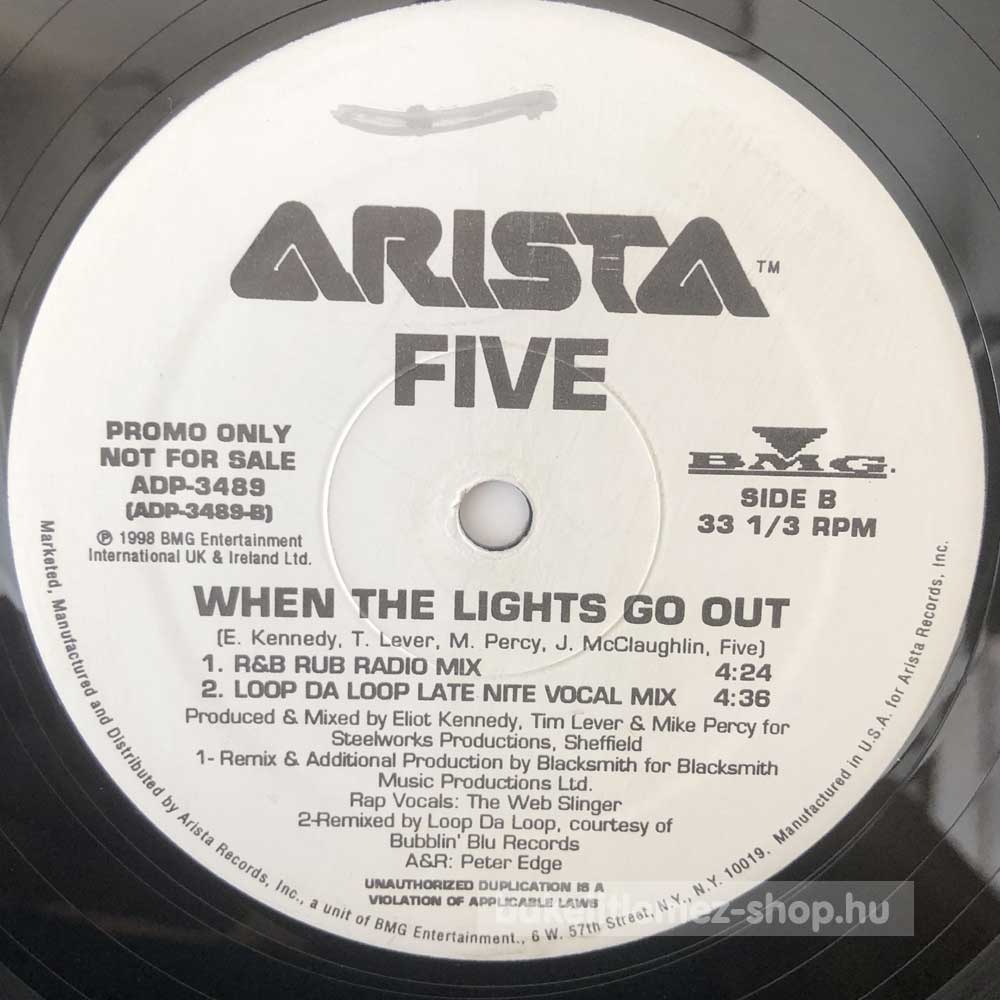 ARISTA™
FIVE
PROMO ONLY
NOT FOR SALE
ADP-3489
(ADP-3489-B)
℗ 1998 BMG Entertainment
International UK & Ireland Ltd.
BMG.
SIDE B
33 1/3 RPM
WHEN THE LIGHTS GO OUT
(E. Kennedy, T. Lever, M. Percy, J. McClaughlin, Five)
1. R&B RUB RADIO MIX 4:24
2. LOOP DA LOOP LATE NITE VOCAL MIX 4:36
Produced & Mixed by Eliot Kennedy, Tim Lever & Mike Percy for
Steelworks Productions, Sheffield
1- Remix & Additional Production by Blacksmith for Blacksmith
Music Productions Ltd.
Rap Vocals: The Web Slinger
2-Remixed by Loop Da Loop, courtesy of
Bubblin' Blu Records
A&R: Peter Edge
UNAUTHORIZED DUPLICATION IS A
VIOLATION OF APPLICABLE LAWS
Marketed, Manufactured and Distributed by Arista Records, Inc., a unit of BMG Entertainment., 6 W. 57th Street, N.Y., N.Y. 10019. Manufactured in U.S.A. for Arista Records, Inc.
bakelitlemez-shop.hu